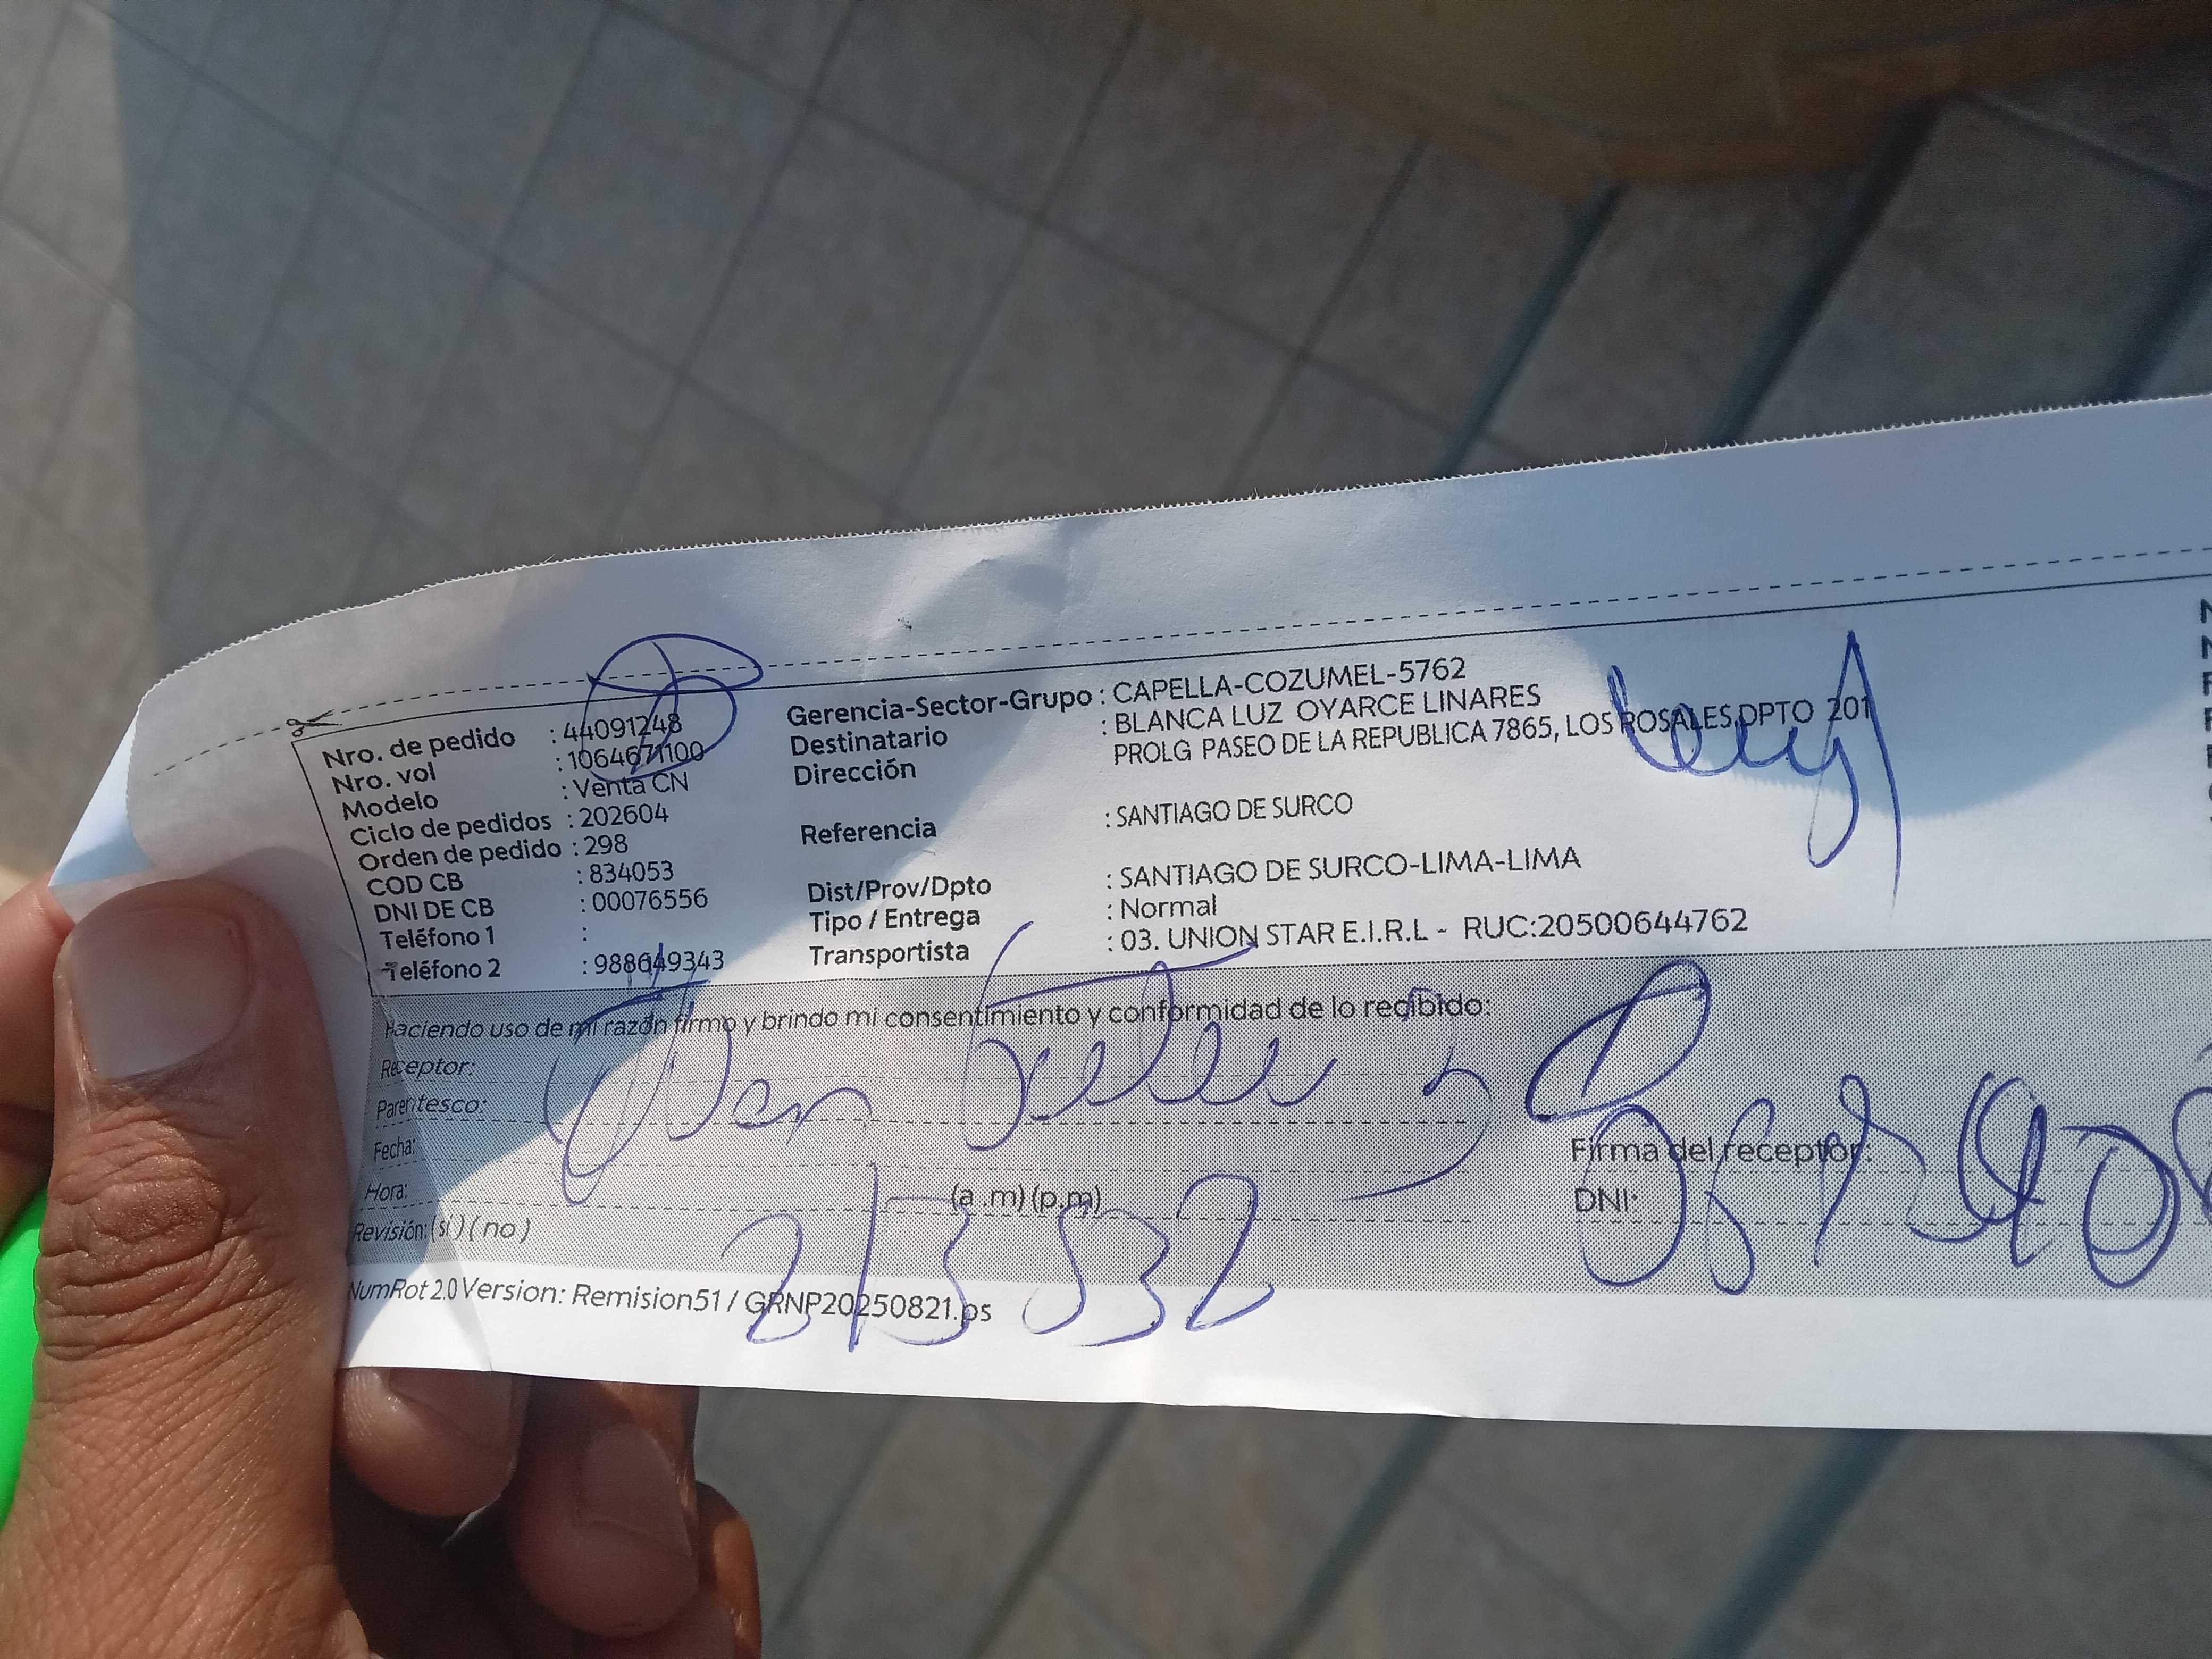 Nro. de pedido : 44091248
Nro. vol : 1064671100
Modelo : Venta CN
Ciclo de pedidos : 202604
Orden de pedido : 298
COD CB : 834053
DNI DE CB : 00076556
Teléfono 1 :
Teléfono 2 : 988649343
Gerencia-Sector-Grupo : CAPELLA-COZUMEL-5762
Destinatario : BLANCA LUZ OYARCE LINARES
Dirección PROLG PASEO DE LA REPUBLICA 7865, LOS ROSALES,DPTO 201
Referencia : SANTIAGO DE SURCO
Dist/Prov/Dpto : SANTIAGO DE SURCO-LIMA-LIMA
Tipo / Entrega : Normal
Transportista : 03. UNION STAR E.I.R.L - RUC:20500644762
Haciendo uso de mi razón firmo y brindo mi consentimiento y conformidad de lo recibido:
Receptor:
Parentesco:
Fecha:
Hora: (a .m) (p.m)
Revisión: (sí) (no)
Firma del receptor:
DNI:
213 832
NumRot 2.0 Version: Remision51 / GRNP20250821.ps